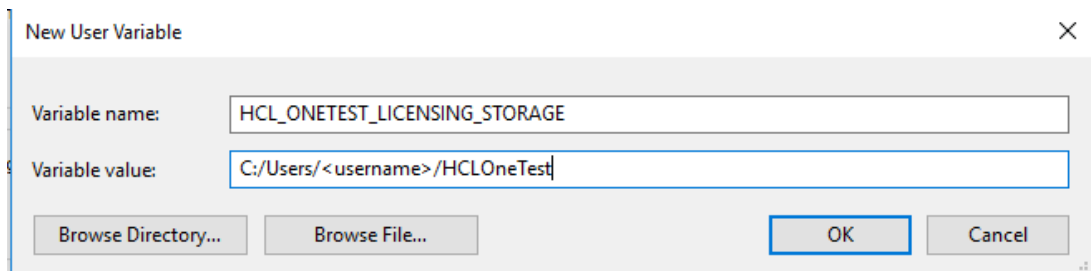 New User Variable
Variable name: HCL_ONETEST_LICENSING_STORAGE
Variable value: C:/Users/<username>/HCLOneTest
Browse Directory... Browse File... OK Cancel